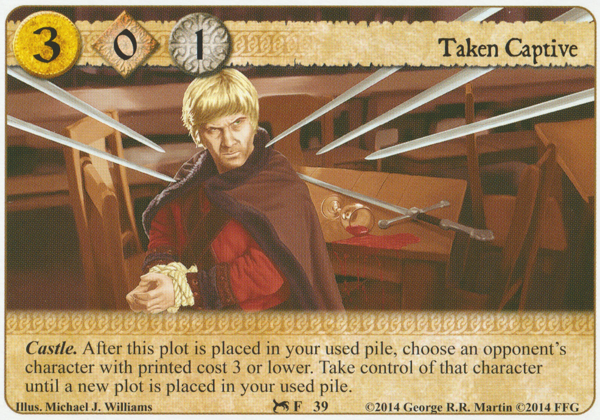 3 0 1 Taken Captive
Castle. After this plot is placed in your used pile, choose an opponent's
character with printed cost 3 or lower. Take control of that character
until a new plot is placed in your used pile.
Illus. Michael J. Williams F 39 ©2014 George R.R. Martin ©2014 FFG